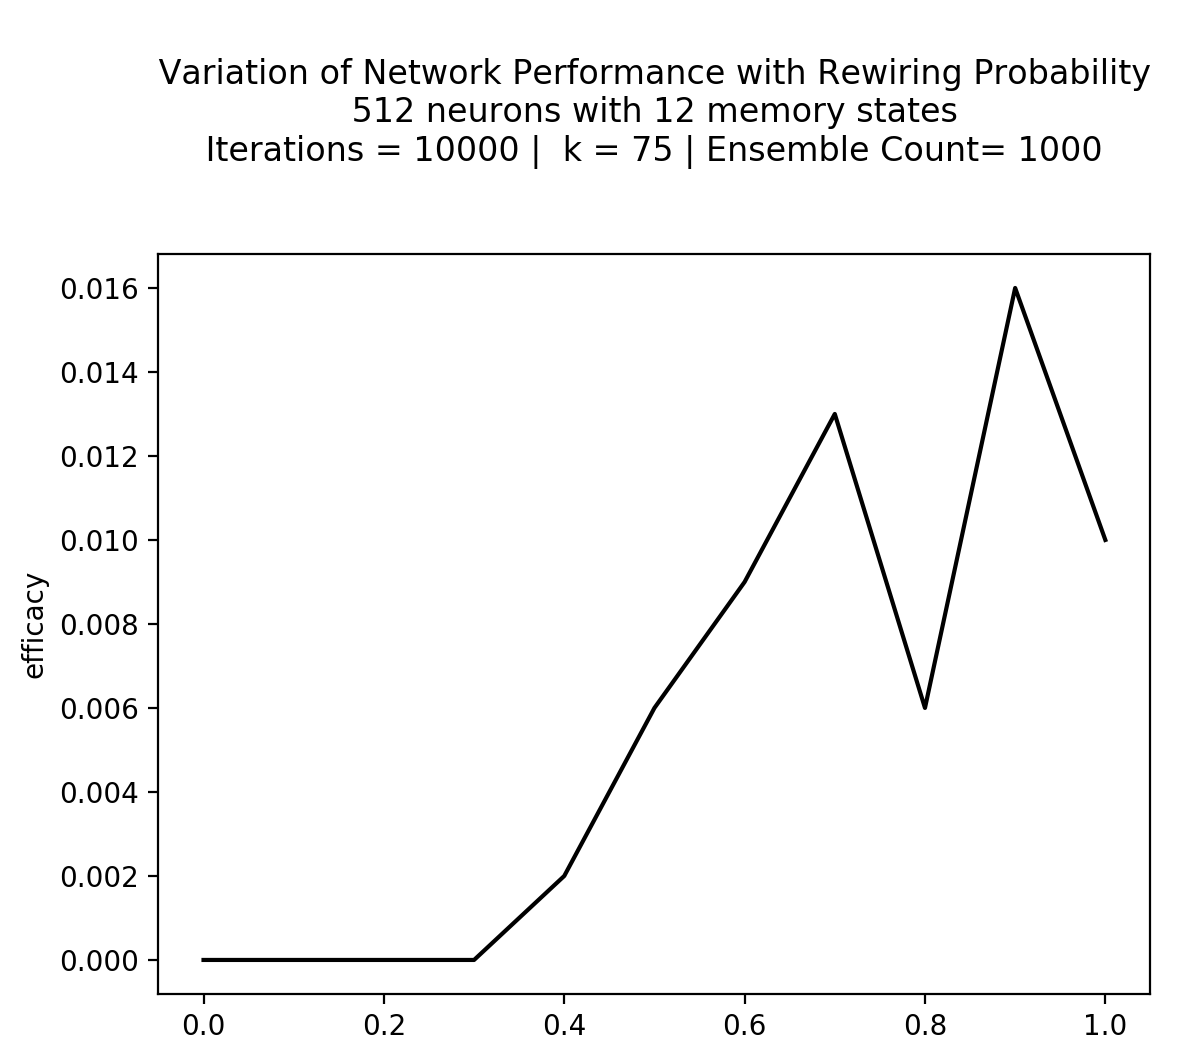 Variation of Network Performance with Rewiring Probability
512 neurons with 12 memory states
Iterations = 10000 |  k = 75 | Ensemble Count= 1000
0.016
0.014
0.012
0.010
0.008
0.006
0.004
0.002
0.000
efficacy
0.0 0.2 0.4 0.6 0.8 1.0